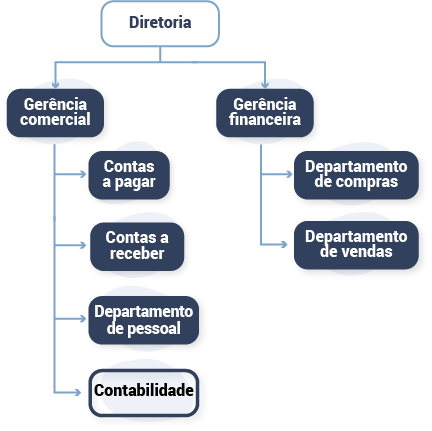 Diretoria
Gerência
comercial
Gerência
financeira
Contas
a pagar
Departamento
de compras
Contas a
receber
Departamento
de vendas
Departamento
de pessoal
Contabilidade